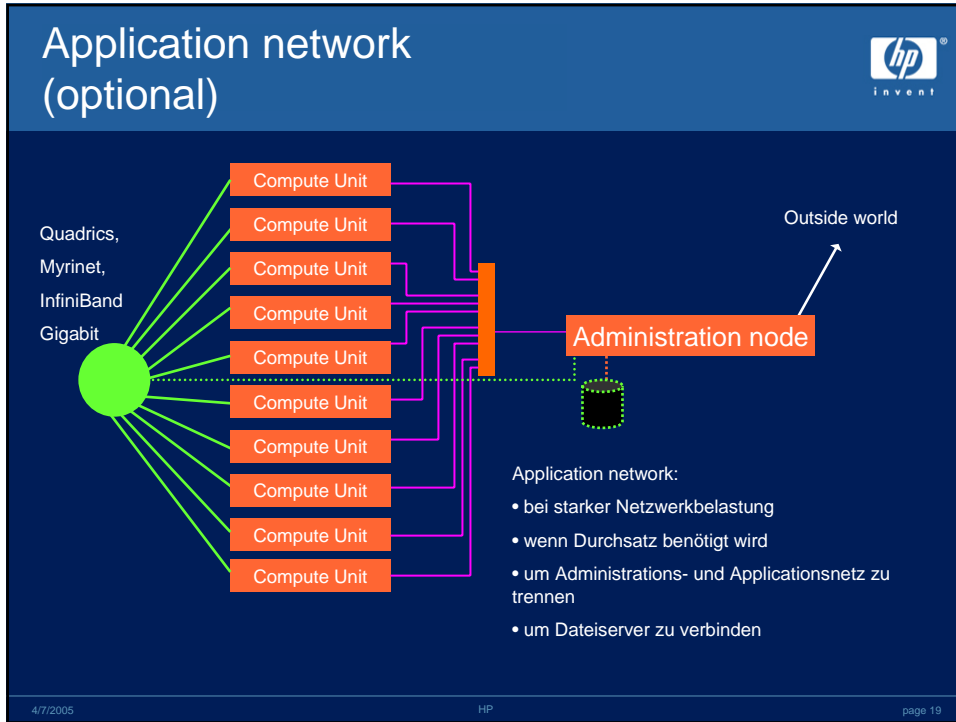 Application network
(optional)
hp
®
invent
Quadrics,
Myrinet,
InfiniBand
Gigabit
Compute Unit
Compute Unit
Compute Unit
Compute Unit
Compute Unit
Compute Unit
Compute Unit
Compute Unit
Compute Unit
Compute Unit
Outside world
Administration node
Application network:
• bei starker Netzwerkbelastung
• wenn Durchsatz benötigt wird
• um Administrations- und Applicationsnetz zu
trennen
• um Dateiserver zu verbinden
4/7/2005
HP
page 19